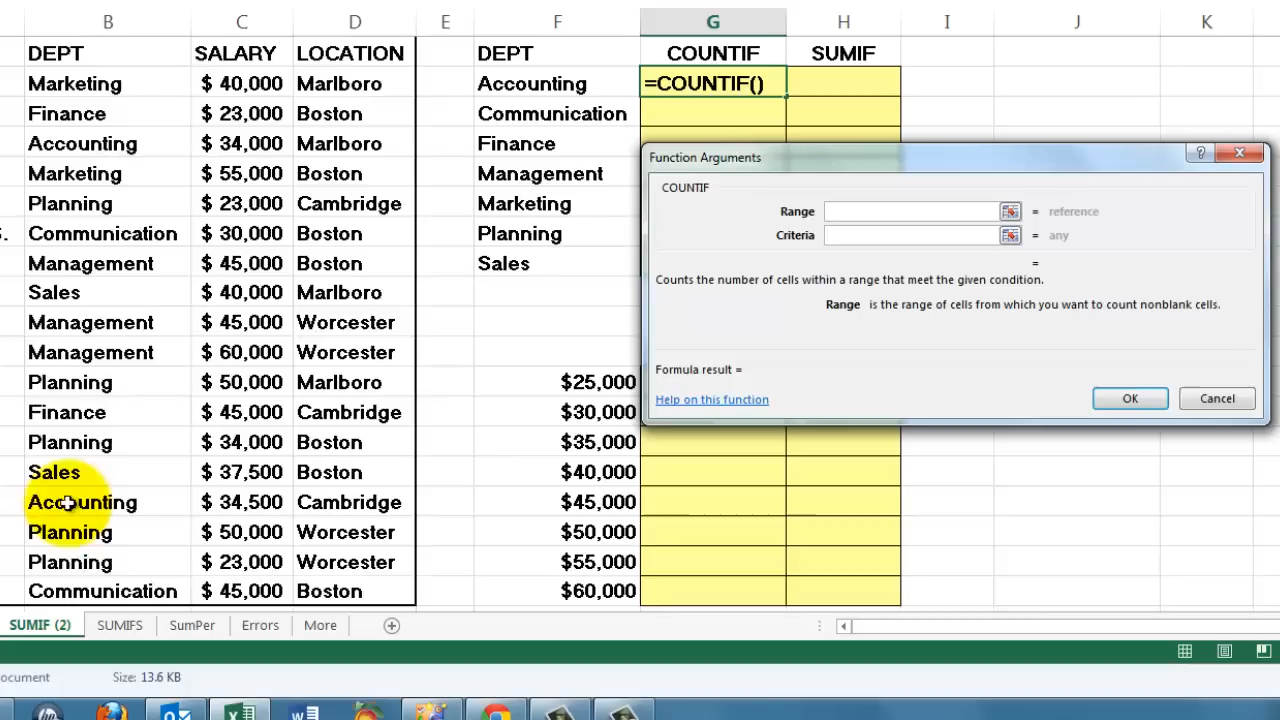 B C D E F G H I J K
DEPT SALARY LOCATION DEPT COUNTIF SUMIF
Marketing $ 40,000 Marlboro Accounting =COUNTIF()
Finance $ 23,000 Boston Communication
Accounting $ 34,000 Marlboro Finance
Marketing $ 55,000 Boston Management
Planning $ 23,000 Cambridge Marketing
. Communication $ 30,000 Boston Planning
Management $ 45,000 Boston Sales
Sales $ 40,000 Marlboro
Management $ 45,000 Worcester
Management $ 60,000 Worcester
Planning $ 50,000 Marlboro $25,000
Finance $ 45,000 Cambridge $30,000
Planning $ 34,000 Boston $35,000
Sales $ 37,500 Boston $40,000
Accounting $ 34,500 Cambridge $45,000
Planning $ 50,000 Worcester $50,000
Planning $ 23,000 Worcester $55,000
Communication $ 45,000 Boston $60,000
Function Arguments ?
COUNTIF
Range = reference
Criteria = any
=
Counts the number of cells within a range that meet the given condition.
Range is the range of cells from which you want to count nonblank cells.
Formula result =
Help on this function OK Cancel
SUMIF (2) SUMIFS SumPer Errors More
ocument Size: 13.6 KB